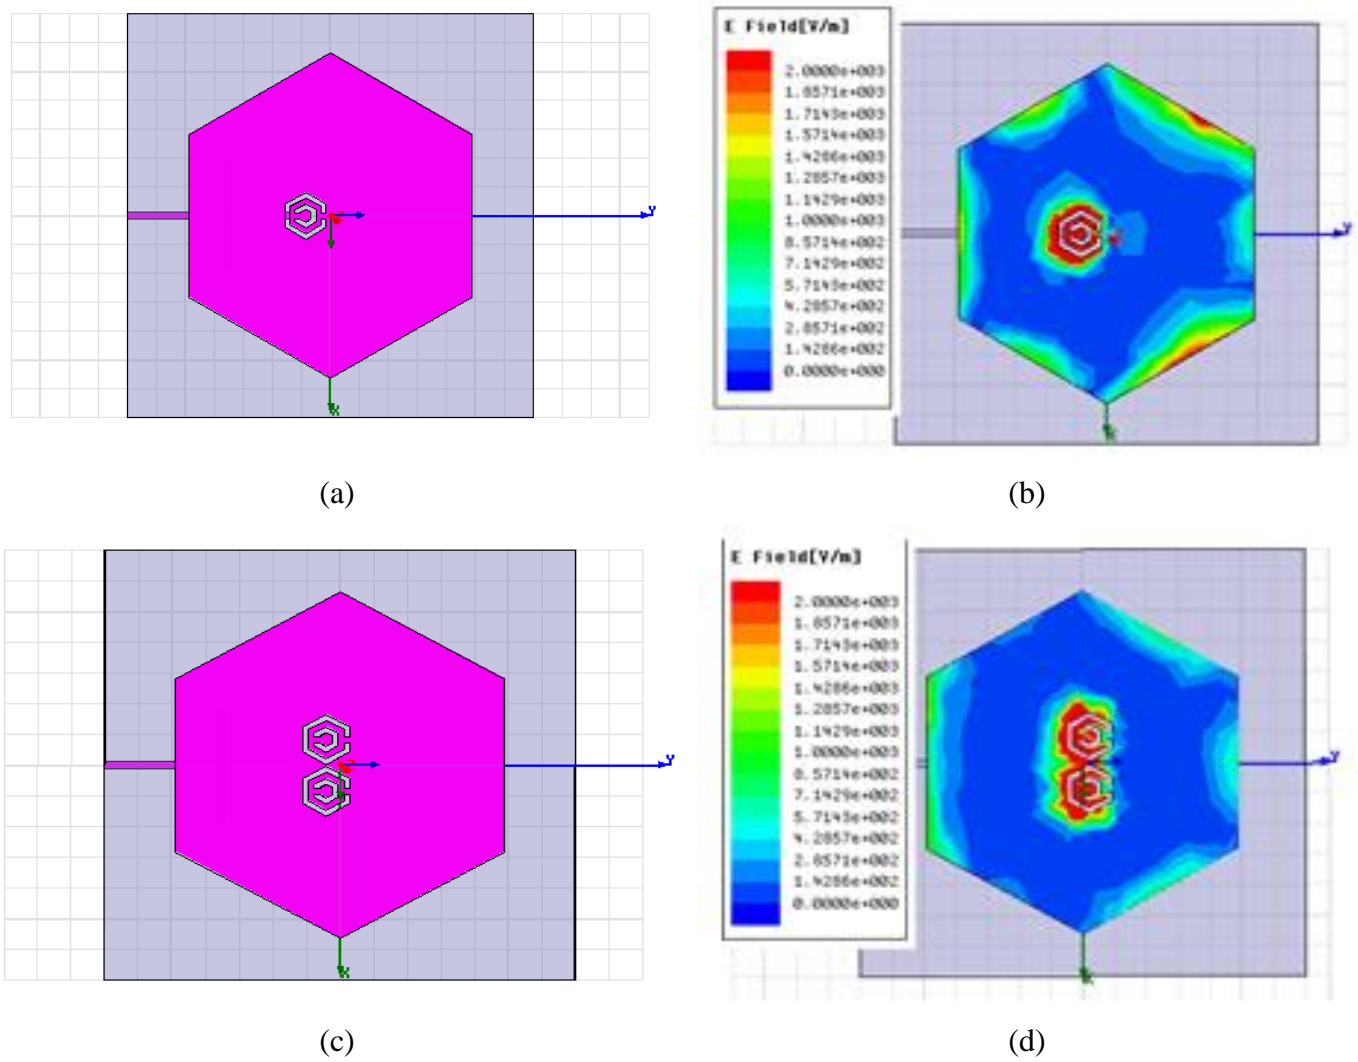 Y
X
(a)
E Field[V/m]
2.0000e+003
1.8571e+003
1.7143e+003
1.5714e+003
1.4286e+003
1.2857e+003
1.1429e+003
1.0000e+003
8.5714e+002
7.1429e+002
5.7143e+002
4.2857e+002
2.8571e+002
1.4286e+002
0.0000e+000
Y
X
(b)
Y
X
(c)
E Field[V/m]
2.0000e+003
1.8571e+003
1.7143e+003
1.5714e+003
1.4286e+003
1.2857e+003
1.1429e+003
1.0000e+003
8.5714e+002
7.1429e+002
5.7143e+002
4.2857e+002
2.8571e+002
1.4286e+002
0.0000e+000
Y
X
(d)